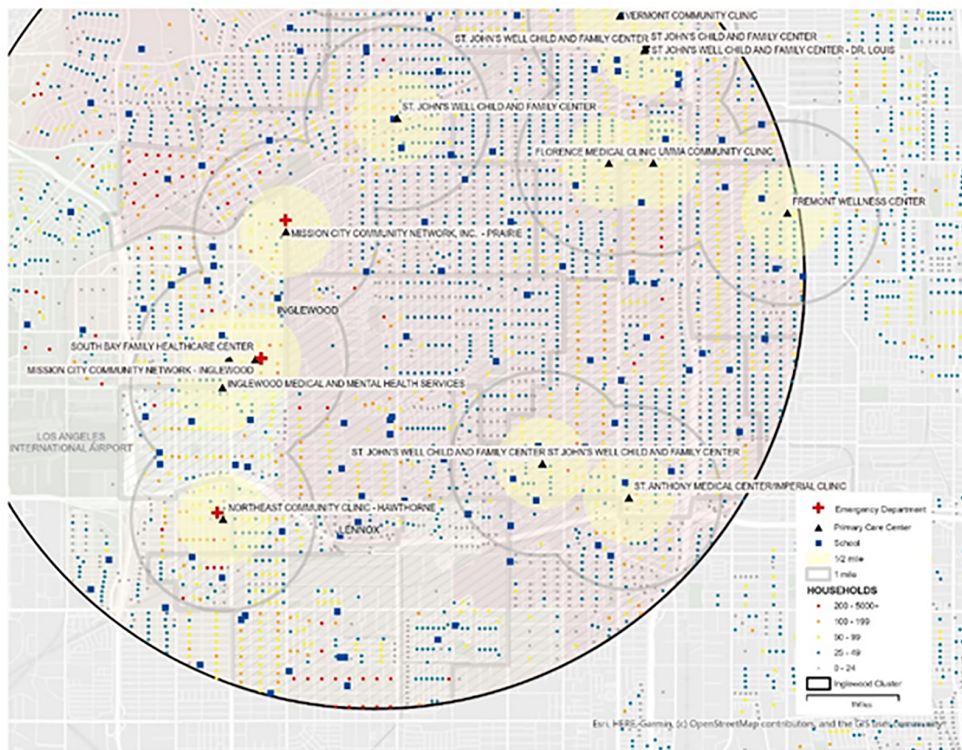 VERMONT COMMUNITY CLINIC
ST. JOHN'S WELL CHILD AND FAMILY CENTER
ST JOHN'S CHILD AND FAMILY CENTER
ST JOHN'S WELL CHILD AND FAMILY CENTER - DR. LOUIS
ST. JOHN'S WELL CHILD AND FAMILY CENTER
FLORENCE MEDICAL CLINIC
UMMA COMMUNITY CLINIC
FREMONT WELLNESS CENTER
MISSION CITY COMMUNITY NETWORK, INC. - PRAIRIE
INGLEWOOD
SOUTH BAY FAMILY HEALTHCARE CENTER
MISSION CITY COMMUNITY NETWORK - INGLEWOOD
INGLEWOOD MEDICAL AND MENTAL HEALTH SERVICES
LOS ANGELES
INTERNATIONAL AIRPORT
ST. JOHN'S WELL CHILD AND FAMILY CENTER
ST JOHN'S WELL CHILD AND FAMILY CENTER
ST. ANTHONY MEDICAL CENTER/IMPERIAL CLINIC
NORTHEAST COMMUNITY CLINIC - HAWTHORNE
LENNOX
Emergency Department
Primary Care Center
School
1/2 mile
1 mile
HOUSEHOLDS
200 - 5000+
100 - 199
50 - 99
25 - 49
0 - 24
Inglewood Cluster
Esri, HERE, Garmin, (c) OpenStreetMap contributors, and the GIS user community